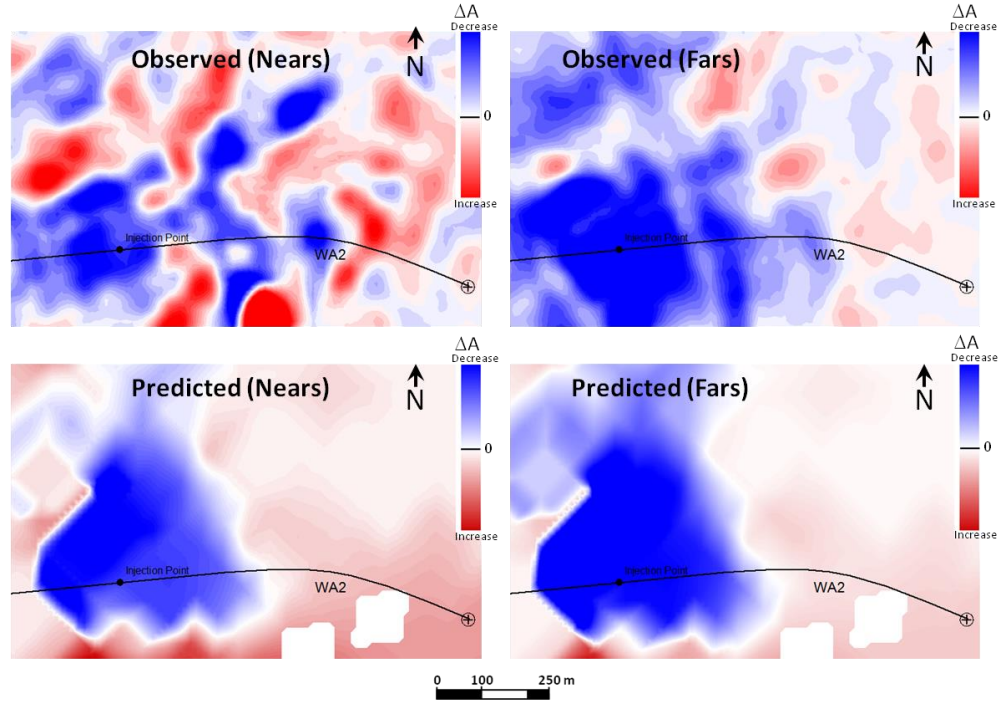 ΔA
Decrease
Observed (Nears)
N
0
Increase
Injection Point
WA2
ΔA
Decrease
Observed (Fars)
N
0
Increase
Injection Point
WA2
ΔA
Decrease
Predicted (Nears)
N
0
Increase
Injection Point
WA2
ΔA
Decrease
Predicted (Fars)
N
0
Increase
Injection Point
WA2
0 100 250 m